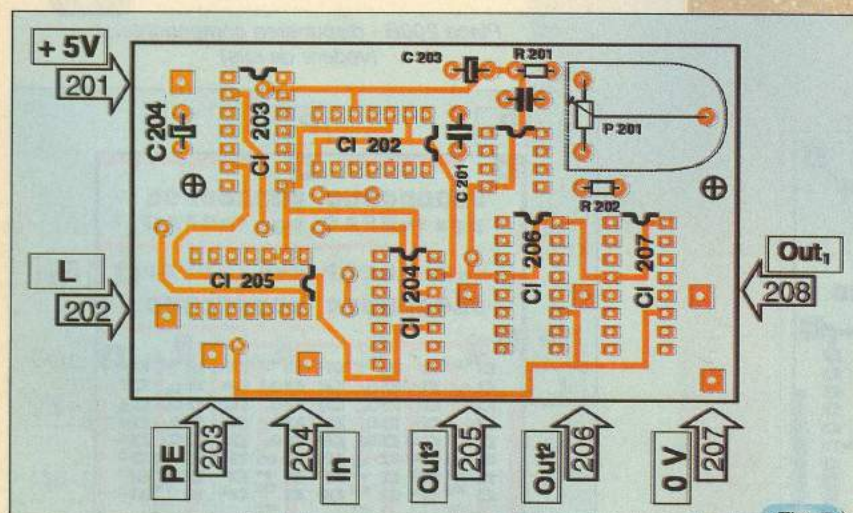 + 5V
201
C 204
CI 203
CI 202
C 203
R 201
C 201
P 201
R 202
L
202
CI 205
CI 204
CI 206
CI 207
Out₁
208
PE
203
204
In
Out³
205
Out²
206
0 V
207